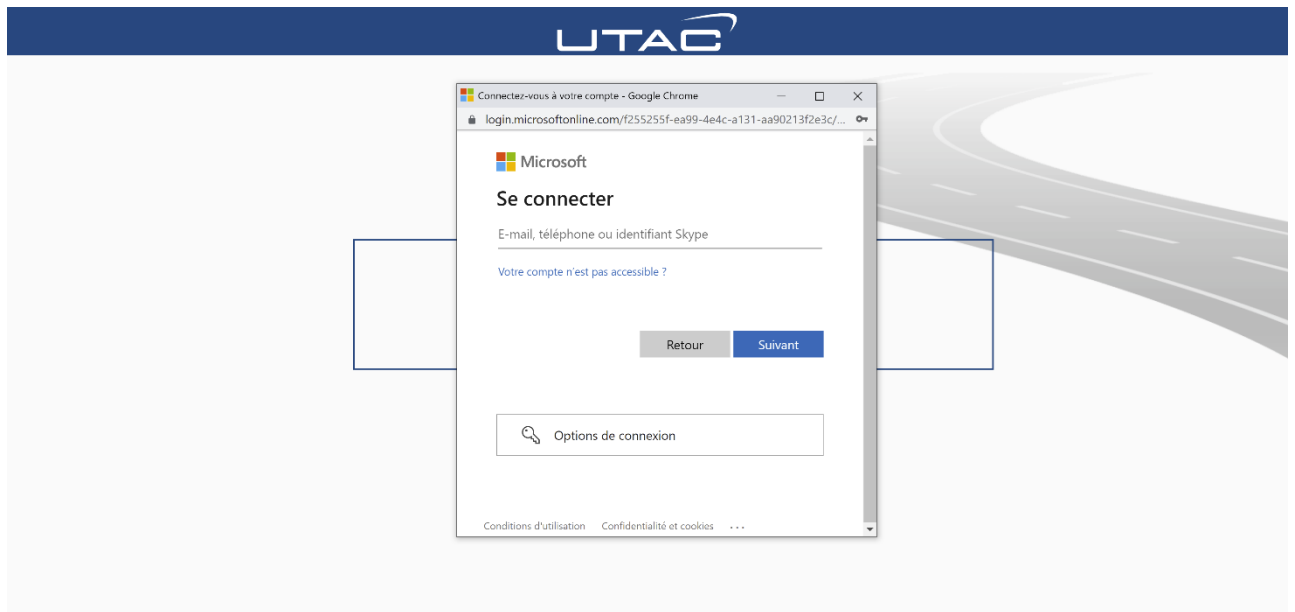 UTAC
Connectez-vous à votre compte - Google Chrome
login.microsoftonline.com/f255255f-ea99-4e4c-a131-aa90213f2e3c/...
Microsoft
Se connecter
E-mail, téléphone ou identifiant Skype
Votre compte n'est pas accessible ?
Retour Suivant
Options de connexion
Conditions d'utilisation Confidentialité et cookies ...